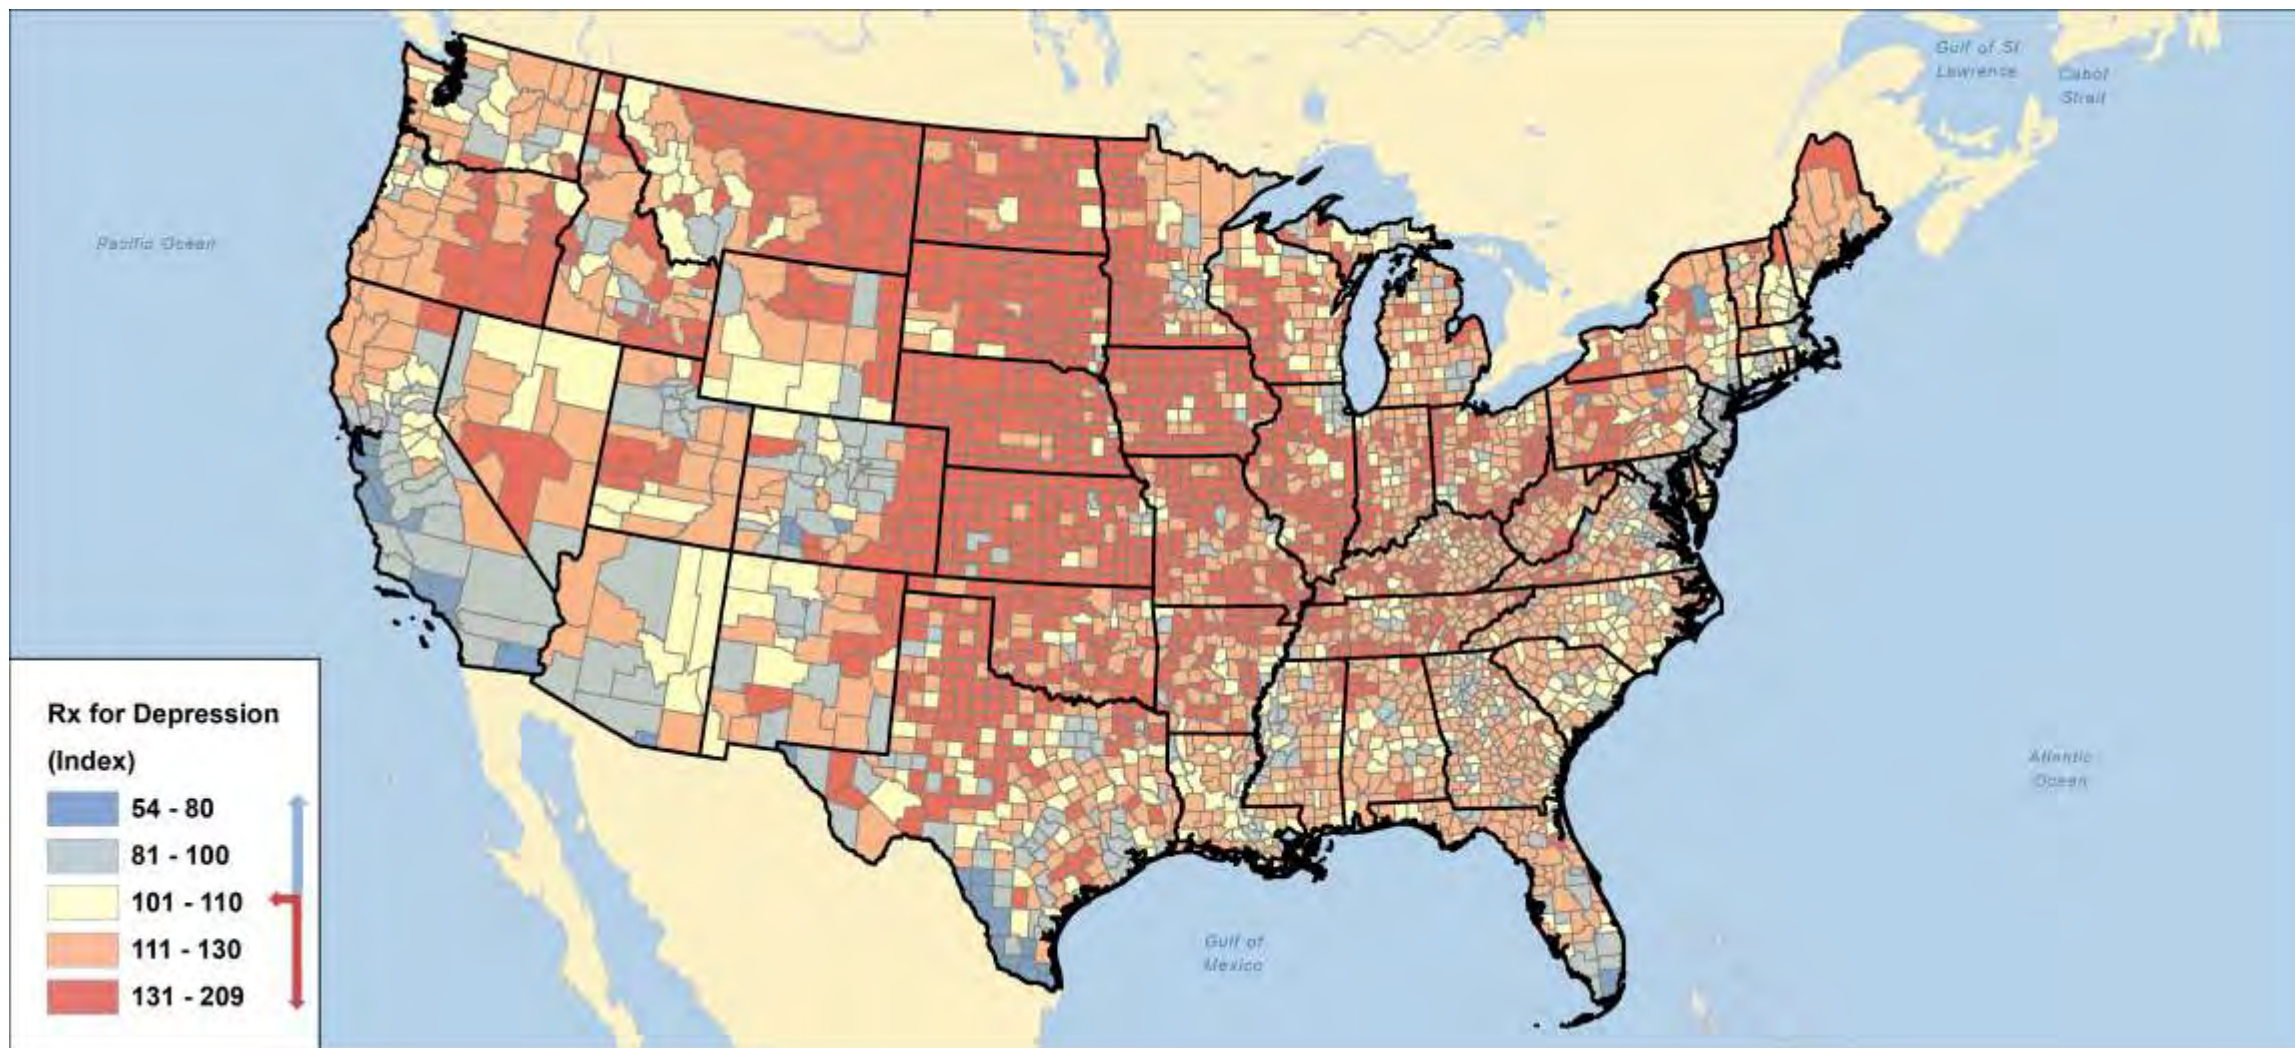 Gulf of St
Lawrence
Cabot
Strait
Pacific Ocean
Rx for Depression
(Index)
54 - 80
81 - 100
101 - 110
111 - 130
131 - 209
Atlantic
Ocean
Gulf of
Mexico